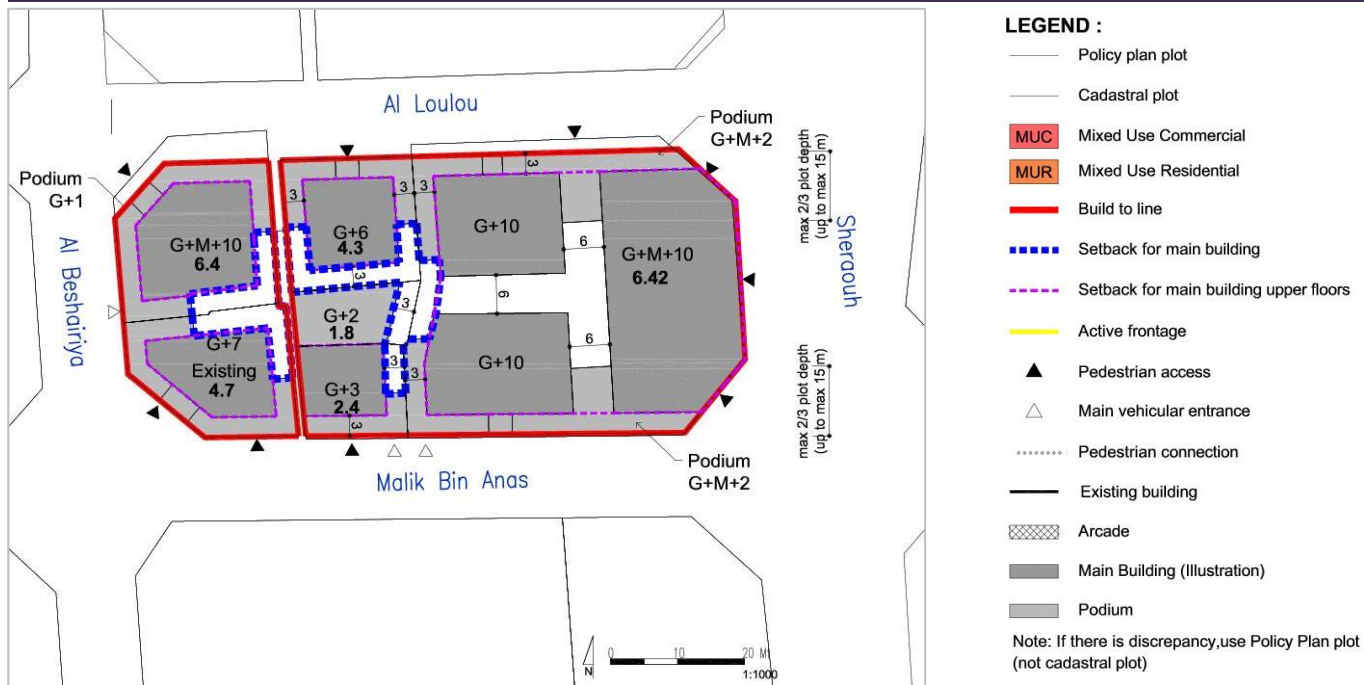 Al Loulou
Podium
G+M+2
Podium
G+1
Al Beshairiya
G+M+10
6.4
3
G+6
4.3
3
3
3
3
G+10
6
G+M+10
6.42
6
3
G+2
1.8
G+7
Existing
4.7
G+3
2.4
3
3
3
G+10
6
Sheraouh
max 2/3 plot depth
(up to max 15m)
max 2/3 plot depth
(up to max 15m)
Podium
G+M+2
Malik Bin Anas
N
0 10 20 M
1:1000
LEGEND :
Policy plan plot
Cadastral plot
MUC Mixed Use Commercial
MUR Mixed Use Residential
Build to line
Setback for main building
Setback for main building upper floors
Active frontage
Pedestrian access
Main vehicular entrance
Pedestrian connection
Existing building
Arcade
Main Building (Illustration)
Podium
Note: If there is discrepancy,use Policy Plan plot
(not cadastral plot)